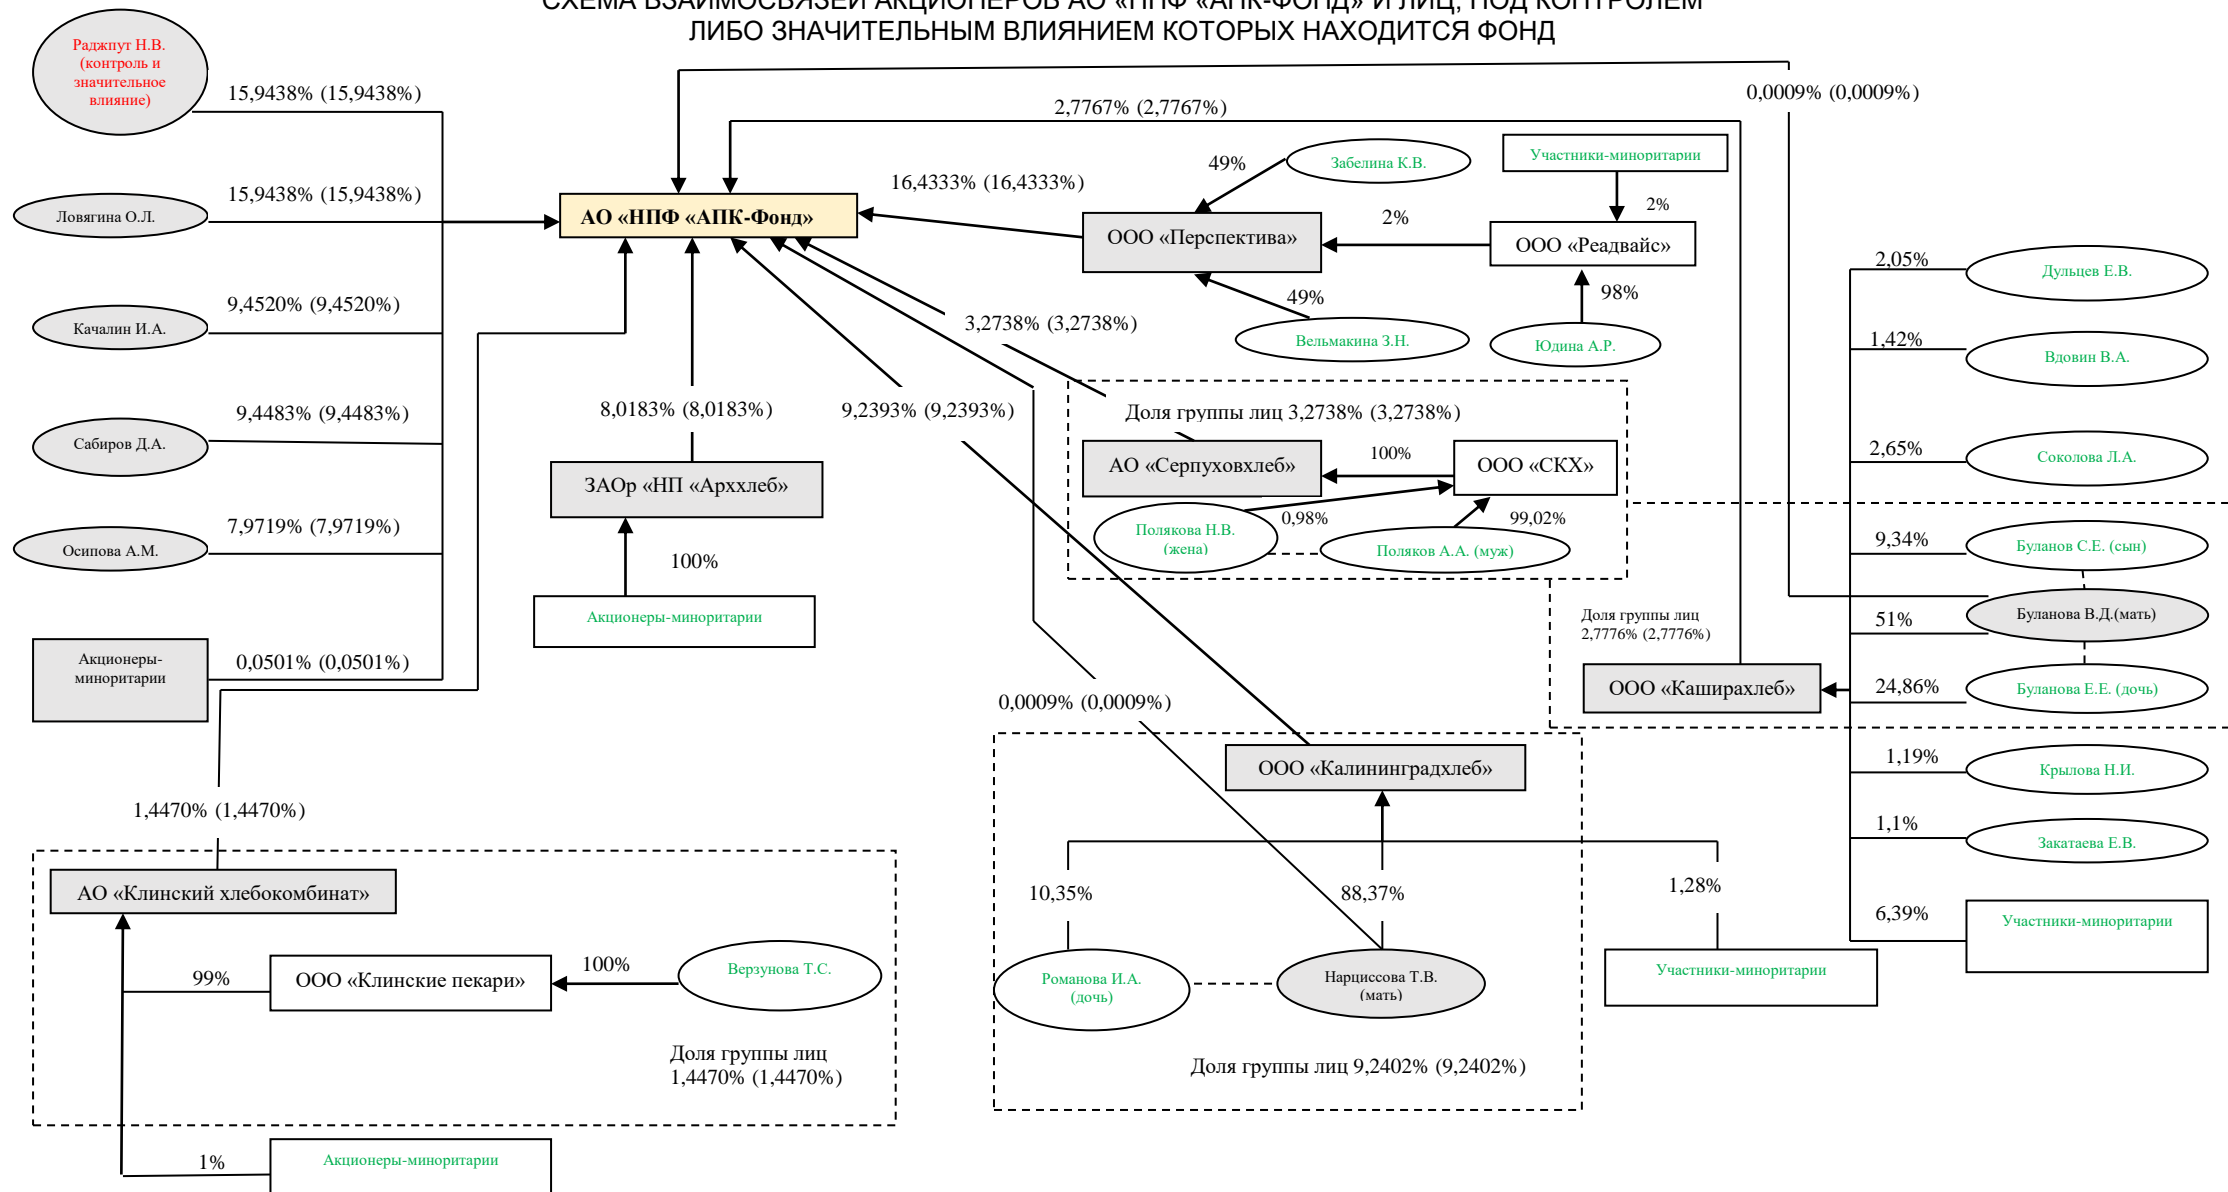 СХЕМА ВЗАИМОСВЯЗЕЙ АКЦИОНЕРОВ АО «НПФ «АПК-ФОНД» И ЛИЦ, ПОД КОНТРОЛЕМ
ЛИБО ЗНАЧИТЕЛЬНЫМ ВЛИЯНИЕМ КОТОРЫХ НАХОДИТСЯ ФОНД
Раджпут Н.В.
(контроль и
значительное
влияние)
15,9438% (15,9438%)
Ловягина О.Л.
15,9438% (15,9438%)
Качалин И.А.
9,4520% (9,4520%)
Сабиров Д.А.
9,4483% (9,4483%)
Осипова А.М.
7,9719% (7,9719%)
Акционеры-
миноритарии
0,0501% (0,0501%)
АО «НПФ «АПК-Фонд»
2,7767% (2,7767%)
0,0009% (0,0009%)
16,4333% (16,4333%)
49%
Забелина К.В.
Участники-миноритарии
2%
ООО «Перспектива»
2%
ООО «Реадвайс»
49%
Вельмакина З.Н.
98%
Юдина А.Р.
3,2738% (3,2738%)
8,0183% (8,0183%)
9,2393% (9,2393%)
ЗАОр «НП «Архлеб»
100%
Акционеры-миноритарии
Доля группы лиц 3,2738% (3,2738%)
АО «Серпуховхлеб»
100%
ООО «СКХ»
Полякова Н.В.
(жена)
0,98%
99,02%
Поляков А.А. (муж)
2,05%
Дульцев Е.В.
1,42%
Вдовин В.А.
2,65%
Соколова Л.А.
9,34%
Буланов С.Е. (сын)
51%
Буланова В.Д.(мать)
24,86%
Буланова Е.Е. (дочь)
Доля группы лиц
2,7776% (2,7776%)
ООО «Каширахлеб»
1,19%
Крылова Н.И.
1,1%
Закатаева Е.В.
6,39%
Участники-миноритарии
0,0009% (0,0009%)
ООО «Калининградхлеб»
10,35%
88,37%
1,28%
Романова И.А.
(дочь)
Нарциссова Т.В.
(мать)
Участники-миноритарии
Доля группы лиц 9,2402% (9,2402%)
1,4470% (1,4470%)
АО «Клинский хлебокомбинат»
99%
ООО «Клинские пекари»
100%
Верзунова Т.С.
Доля группы лиц
1,4470% (1,4470%)
1%
Акционеры-миноритарии